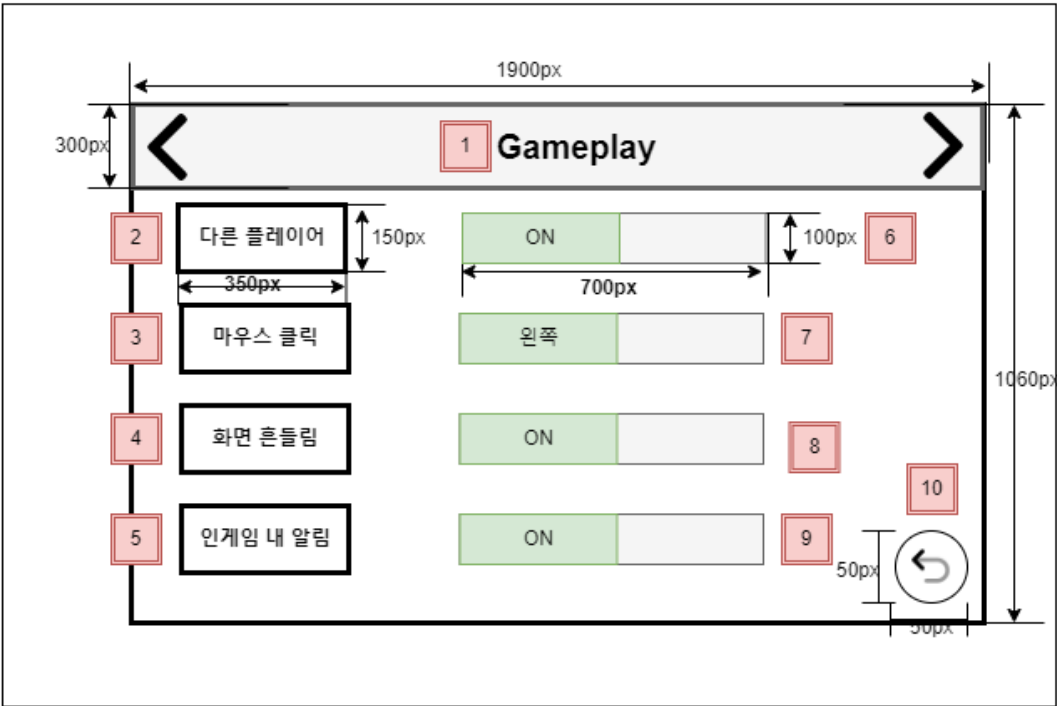 1900px
300px
1 Gameplay
2 다른 플레이어 150px ON 100px 6
350px 700px
3 마우스 클릭 왼쪽 7
1060px
4 화면 흔들림 ON 8
10
5 인게임 내 알림 ON 9
50px
50px